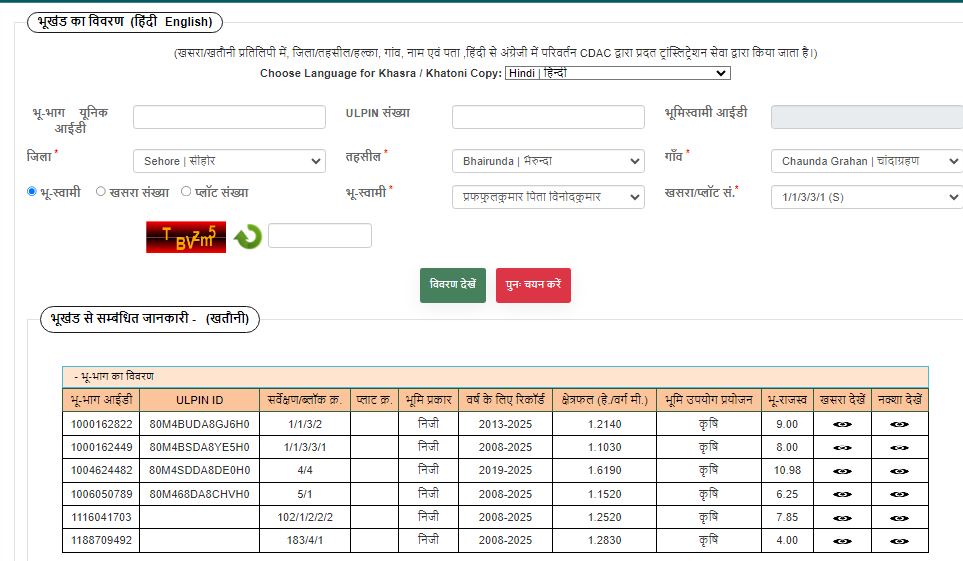 भूखंड का विवरण (हिंदी English)
(खसरा/खतौनी प्रतिलिपी में, जिला/तहसील/हल्का, गांव, नाम एवं पता ,हिंदी से अंग्रेजी में परिवर्तन CDAC द्वारा प्रदत ट्रांस्लिट्रेशन सेवा द्वारा किया जाता है।)
Choose Language for Khasra / Khatoni Copy: Hindi | हिन्दी
भू-भाग यूनिक आईडी ULPIN संख्या भूमिस्वामी आईडी
जिला * Sehore | सीहोर तहसील * Bhairunda | भैरुन्दा गाँव * Chaunda Grahan | चांदाग्रहण
भू-स्वामी खसरा संख्या प्लॉट संख्या भू-स्वामी * प्रफफुलकुमार पिता विनोदकुमार खसरा/प्लॉट सं.* 1/1/3/3/1 (S)
T BVzm5
विवरण देखें पुनः चयन करें
भूखंड से सम्बंधित जानकारी - (खतौनी)
- भू-भाग का विवरण
भू-भाग आईडी ULPIN ID सर्वेक्षण/ब्लॉक क्र. प्लाट क्र. भूमि प्रकार वर्ष के लिए रिकॉर्ड क्षेत्रफल (हे./वर्ग मी.) भूमि उपयोग प्रयोजन भू-राजस्व खसरा देखें नक्शा देखें
1000162822 80M4BUDA8GJ6H0 1/1/3/2 निजी 2013-2025 1.2140 कृषि 9.00
1000162449 80M4BSDA8YE5H0 1/1/3/3/1 निजी 2008-2025 1.1030 कृषि 8.00
1004624482 80M4SDDA8DE0H0 4/4 निजी 2019-2025 1.6190 कृषि 10.98
1006050789 80M468DA8CHVH0 5/1 निजी 2008-2025 1.1520 कृषि 6.25
1116041703 102/1/2/2/2 निजी 2008-2025 1.2520 कृषि 7.85
1188709492 183/4/1 निजी 2008-2025 1.2830 कृषि 4.00